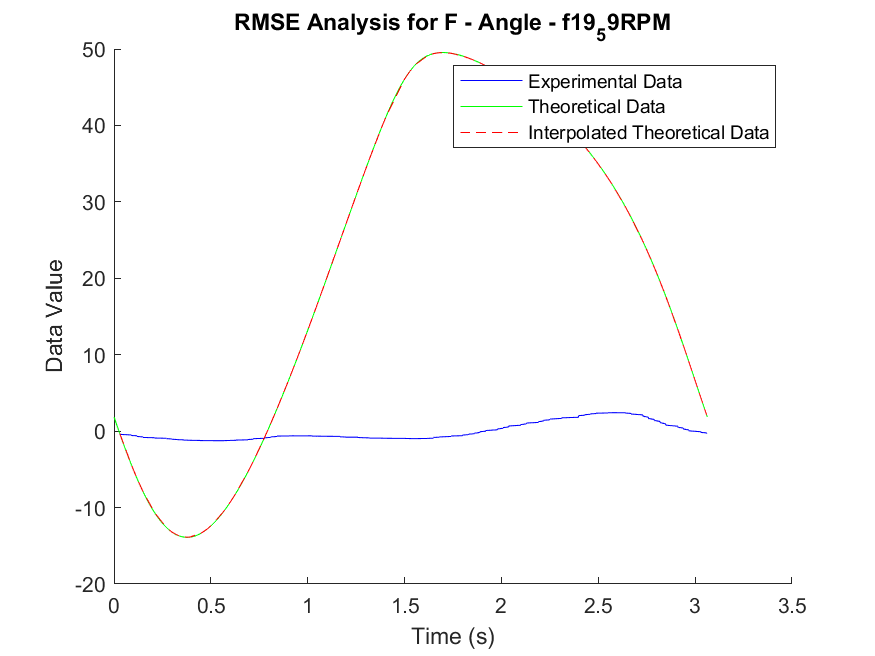 RMSE Analysis for F - Angle - f19₅9RPM
50
40
30
20
10
0
-10
-20
Data Value
Experimental Data
Theoretical Data
Interpolated Theoretical Data
0 0.5 1 1.5 2 2.5 3 3.5
Time (s)